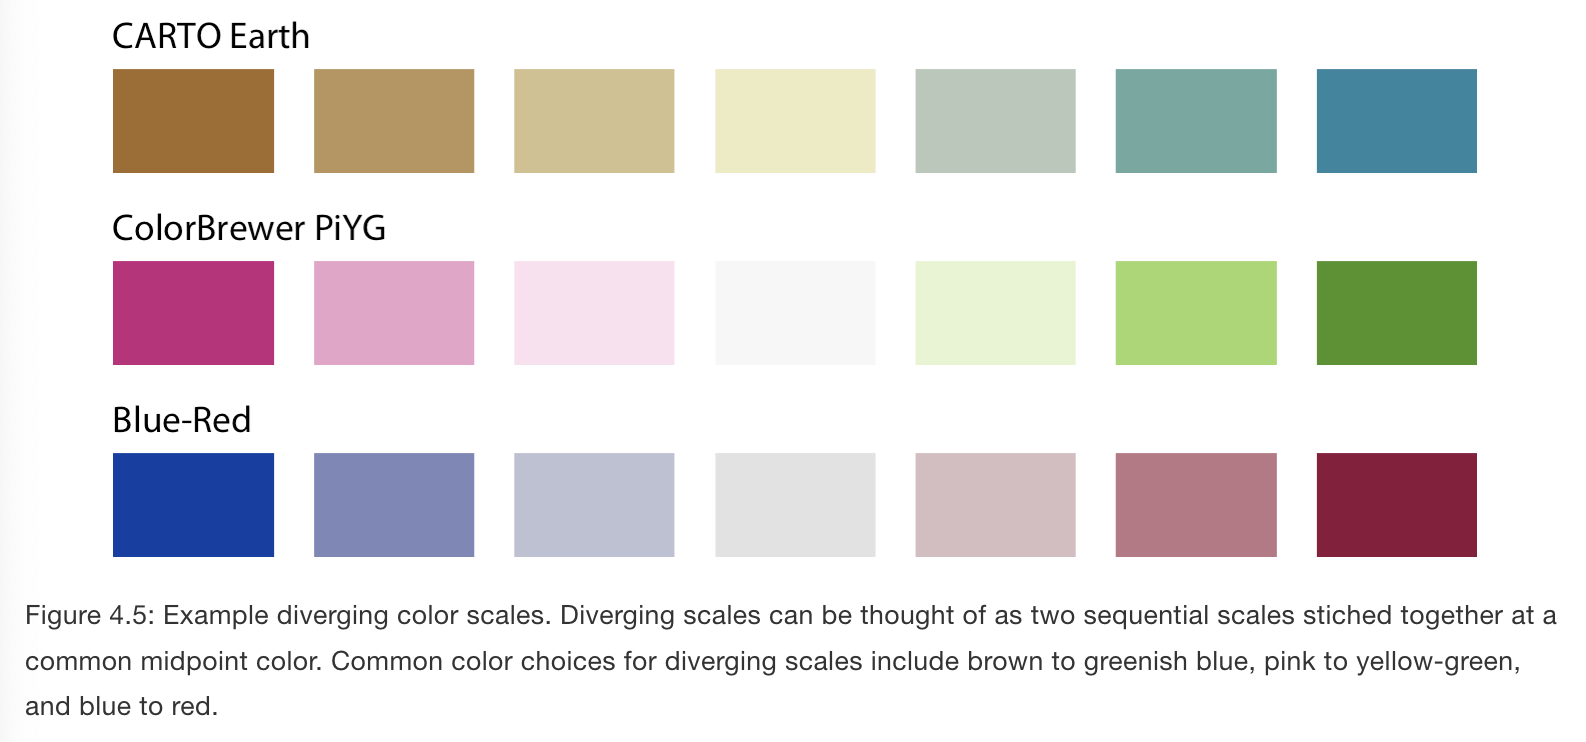 CARTO Earth
ColorBrewer PiYG
Blue-Red
Figure 4.5: Example diverging color scales. Diverging scales can be thought of as two sequential scales stiched together at a
common midpoint color. Common color choices for diverging scales include brown to greenish blue, pink to yellow-green,
and blue to red.